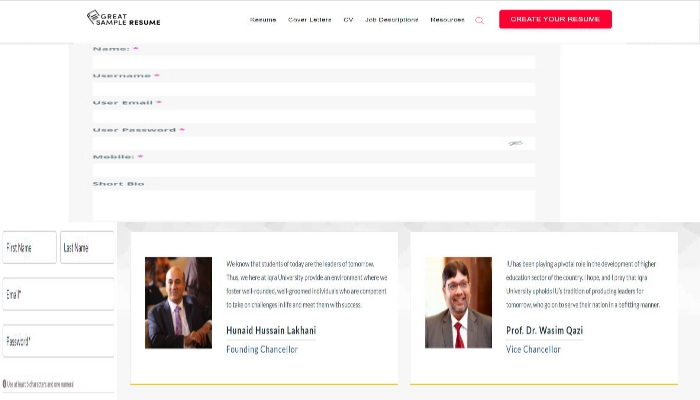 GREAT
SAMPLE RESUME
Resume Cover Letters CV Job Descriptions Resources CREATE YOUR RESUME
Name: *
Username *
User Email *
User Password *
Mobile: *
Short Bio
First Name Last Name
Email*
Password*
Use at least 5 characters and one numeral
We know that students of today are the leaders of tomorrow.
Thus, we here at Iqra University provide an environment where we
foster well-rounded, well-groomed individuals who are competent
to take on challenges in life and meet them with success.
Hunaid Hussain Lakhani
Founding Chancellor
IU has been playing a pivotal role in the development of higher
education sector of the country. I hope, and I pray that Iqra
University upholds IU's tradition of producing leaders for
tomorrow, who go on to serve their nation in a befitting manner.
Prof. Dr. Wasim Qazi
Vice Chancellor